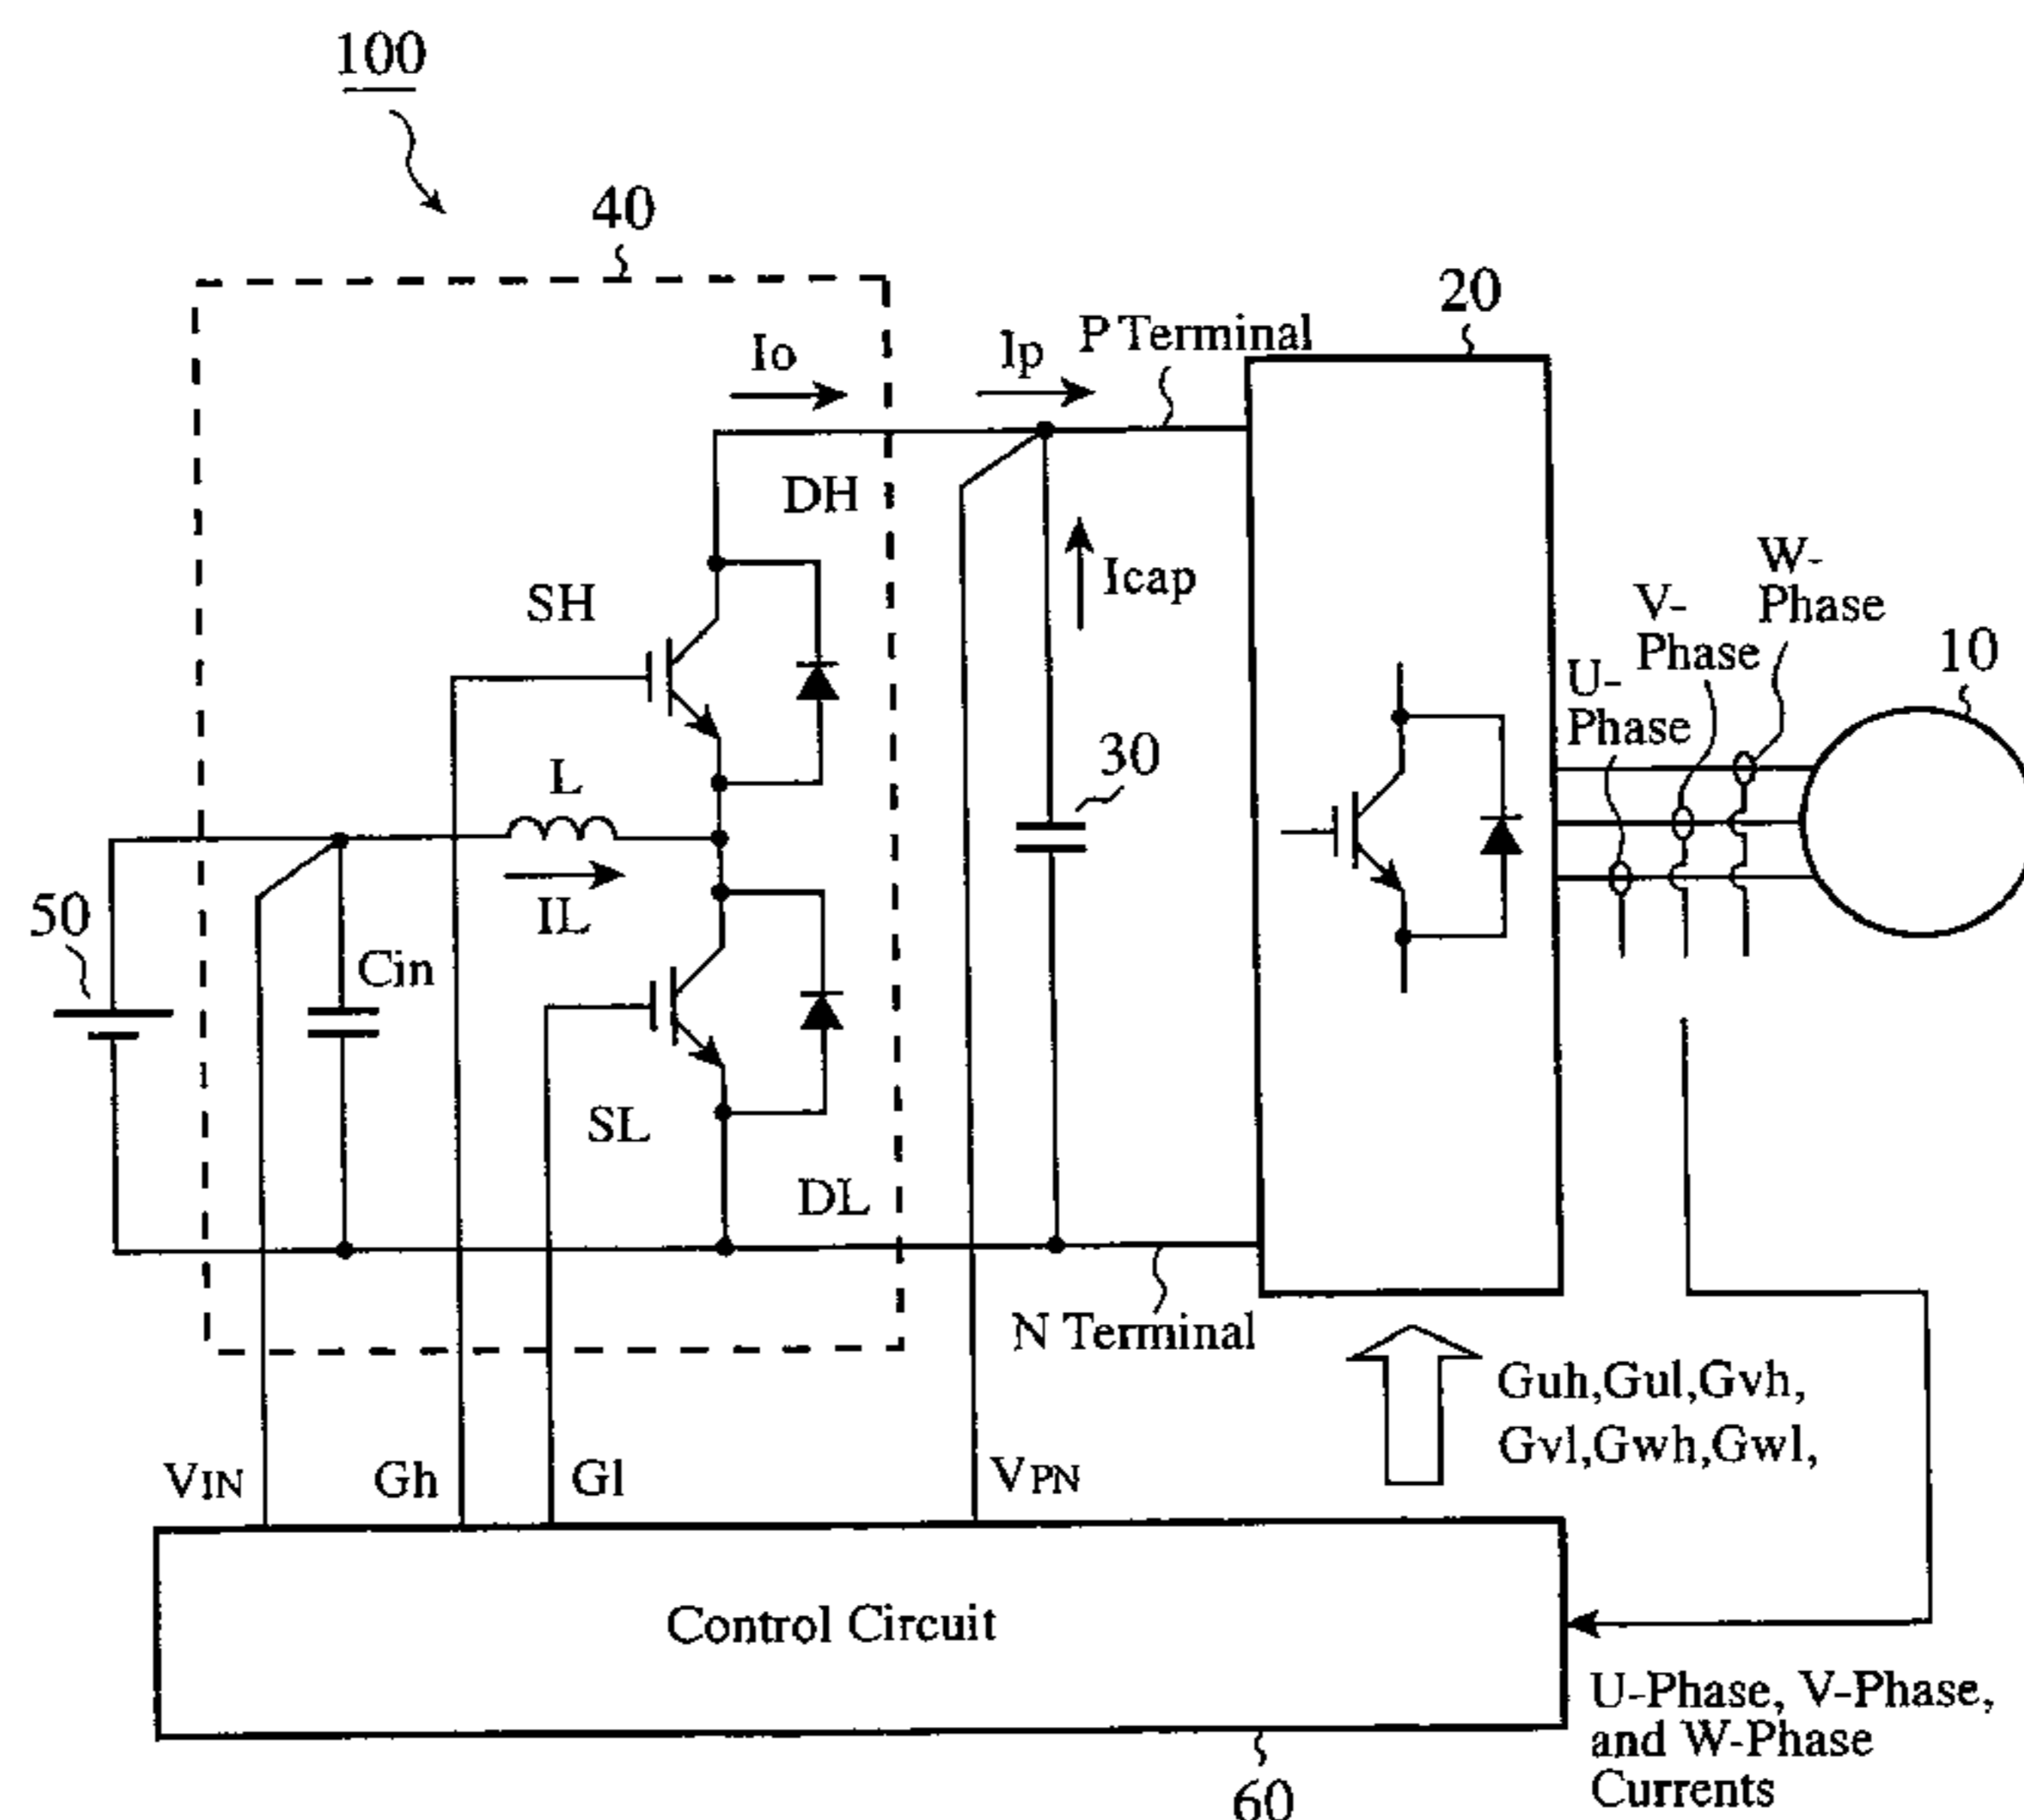 100
40
20
Io
Ip
P Terminal
DH
Icap
SH
W-
Phase
V-
Phase
U-
Phase
10
30
L
IL
50
Cin
SL
DL
N Terminal
Guh,Gul,Gvh,
Gvl,Gwh,Gwl,
VIN
Gh
Gl
VPN
Control Circuit
U-Phase, V-Phase,
and W-Phase
Currents
60